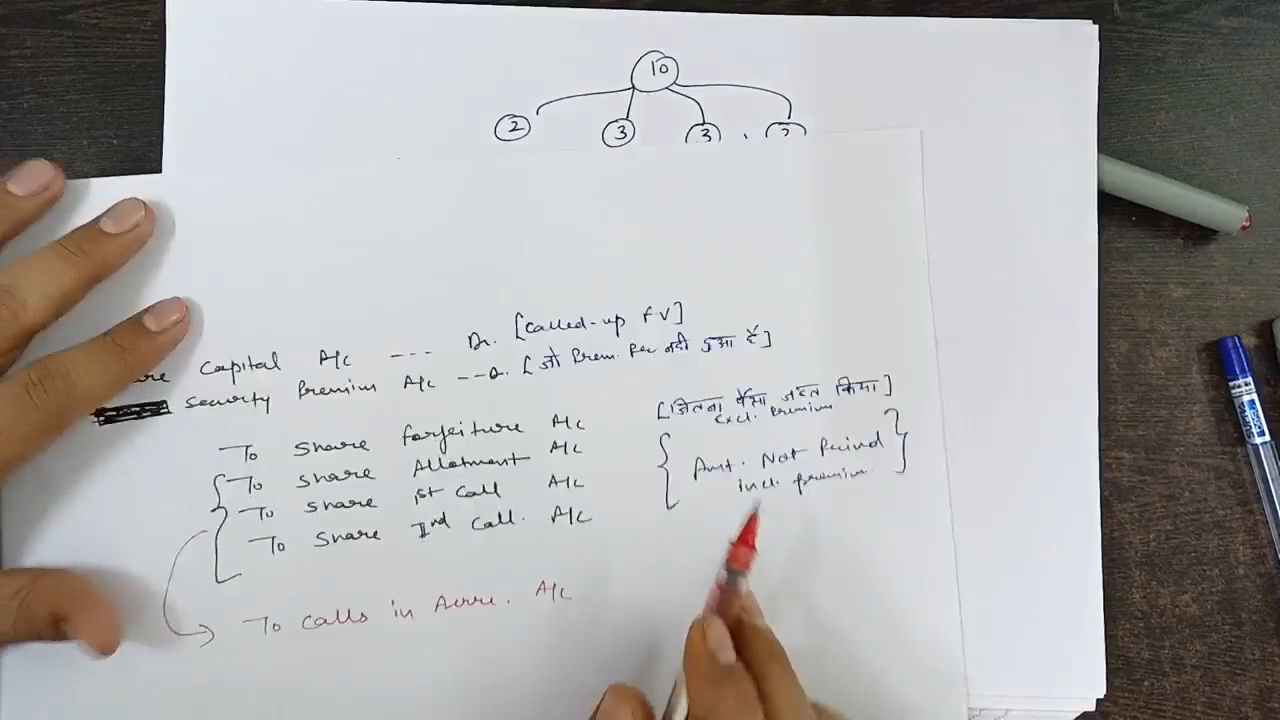 10
2 3 3
Capital A/c --- Dr. [Called-up F.V]
Security Premium A/c --- Dr. [जो Prem. Rec नही हुआ है]
To Share forfeiture A/c [जितना पैसा जब्त किया]
Excl. Premium
To Share Allotment A/c
To Share 1st Call A/c
To Share IInd Call. A/c
Amt. Not
incl. premium
To Calls in A/c